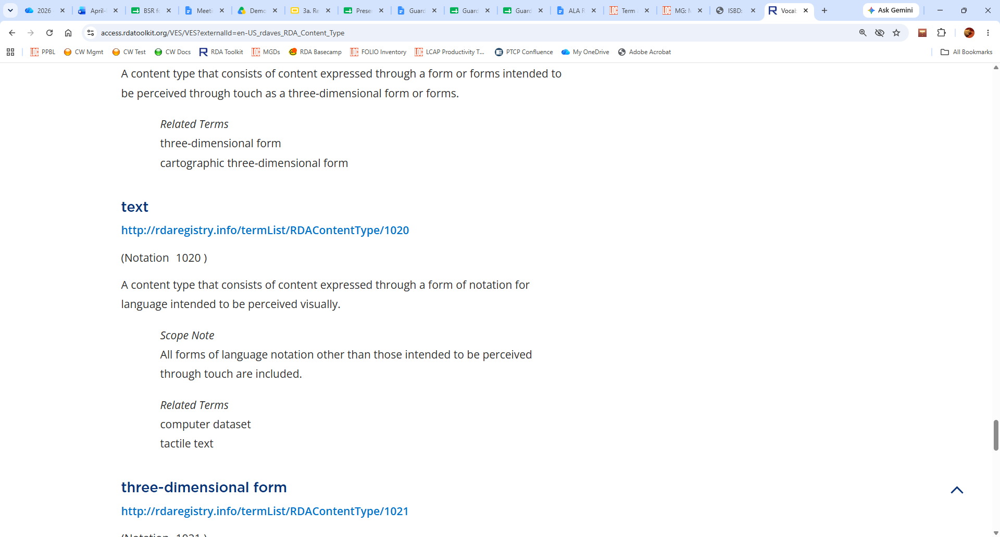 2026
April-
BSR fo
Meeti
Demo
3a. Re
Prese
Guard
Guard
Guard
ALA R
Term
MG: M
ISBD:
Vocab
Ask Gemini
access.rdatoolkit.org/VES/VES?externalId=en-US_rdaves_RDA_Content_Type
PPBL
CW Mgmt
CW Test
CW Docs
RDA Toolkit
MGDs
RDA Basecamp
FOLIO Inventory
LCAP Productivity T...
PTCP Confluence
My OneDrive
Adobe Acrobat
All Bookmarks
A content type that consists of content expressed through a form or forms intended to
be perceived through touch as a three-dimensional form or forms.
Related Terms
three-dimensional form
cartographic three-dimensional form
text
http://rdaregistry.info/termList/RDAContentType/1020
(Notation 1020 )
A content type that consists of content expressed through a form of notation for
language intended to be perceived visually.
Scope Note
All forms of language notation other than those intended to be perceived
through touch are included.
Related Terms
computer dataset
tactile text
three-dimensional form
http://rdaregistry.info/termList/RDAContentType/1021
(Notation 1021 )